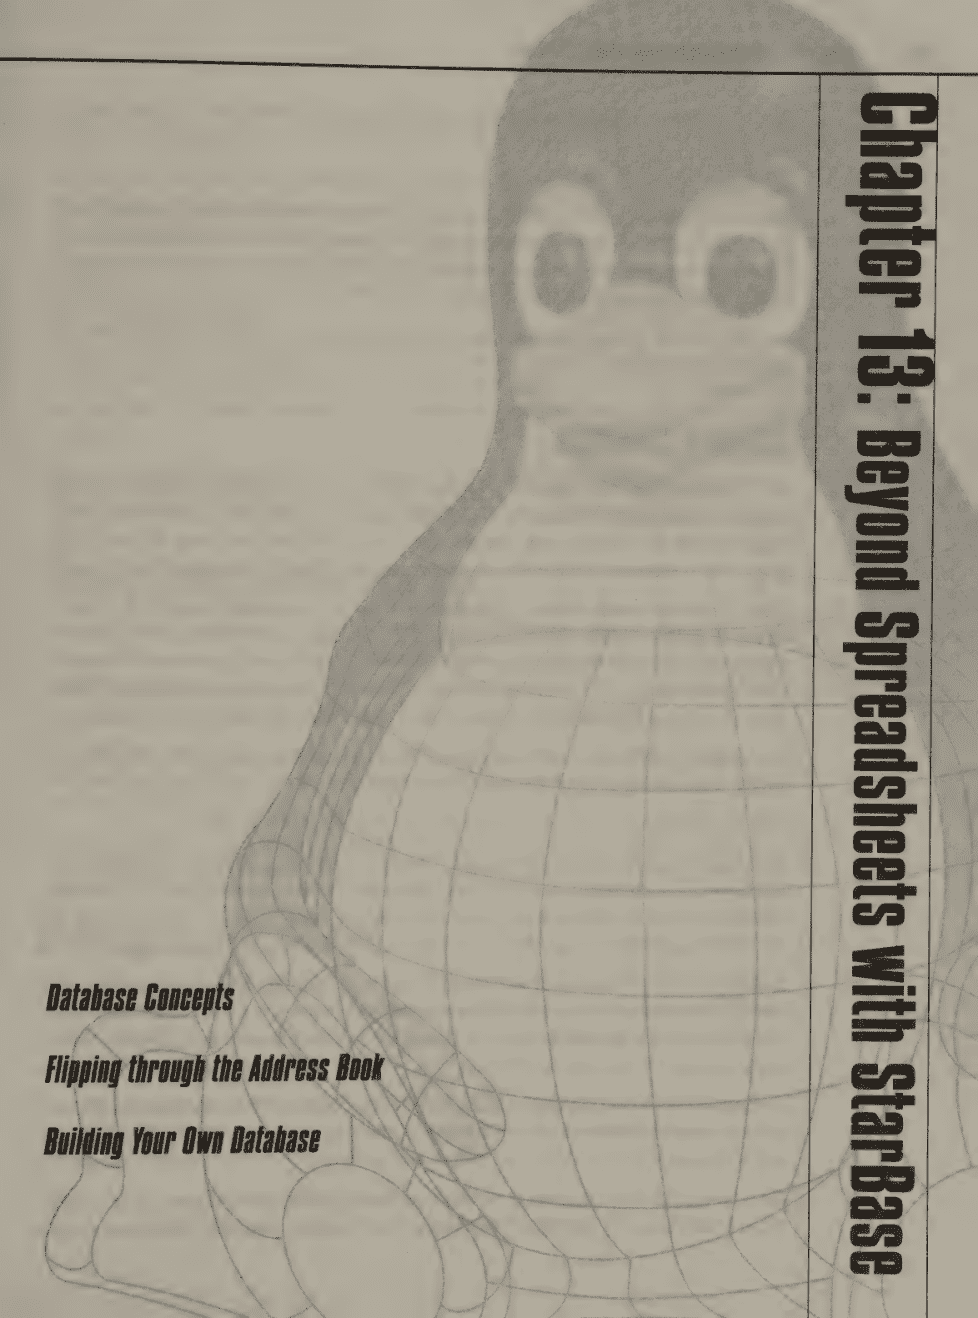 Chapter 13: Beyond Spreadsheets with StarBase
Database Concepts
Flipping through the Address Book
Building Your Own Database